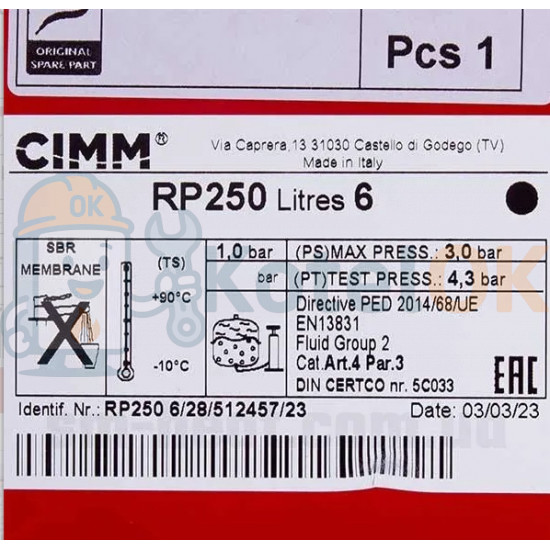 ORIGINAL
SPARE PART
Pcs 1
CIMM®
Via Caprera,13 31030 Castello di Godego (TV)
Made in Italy
RP250 Litres 6
SBR
MEMBRANE
(TS)
+90°C
-10°C
1,0 bar
(PS)MAX PRESS.: 3,0 bar
bar
(PT)TEST PRESS.: 4,3 bar
Directive PED 2014/68/UE
EN13831
Fluid Group 2
Cat.Art.4 Par.3
DIN CERTCO nr. 5C033
EAC
Identif. Nr.: RP250 6/28/512457/23
Date: 03/03/23
OK
KotelOK